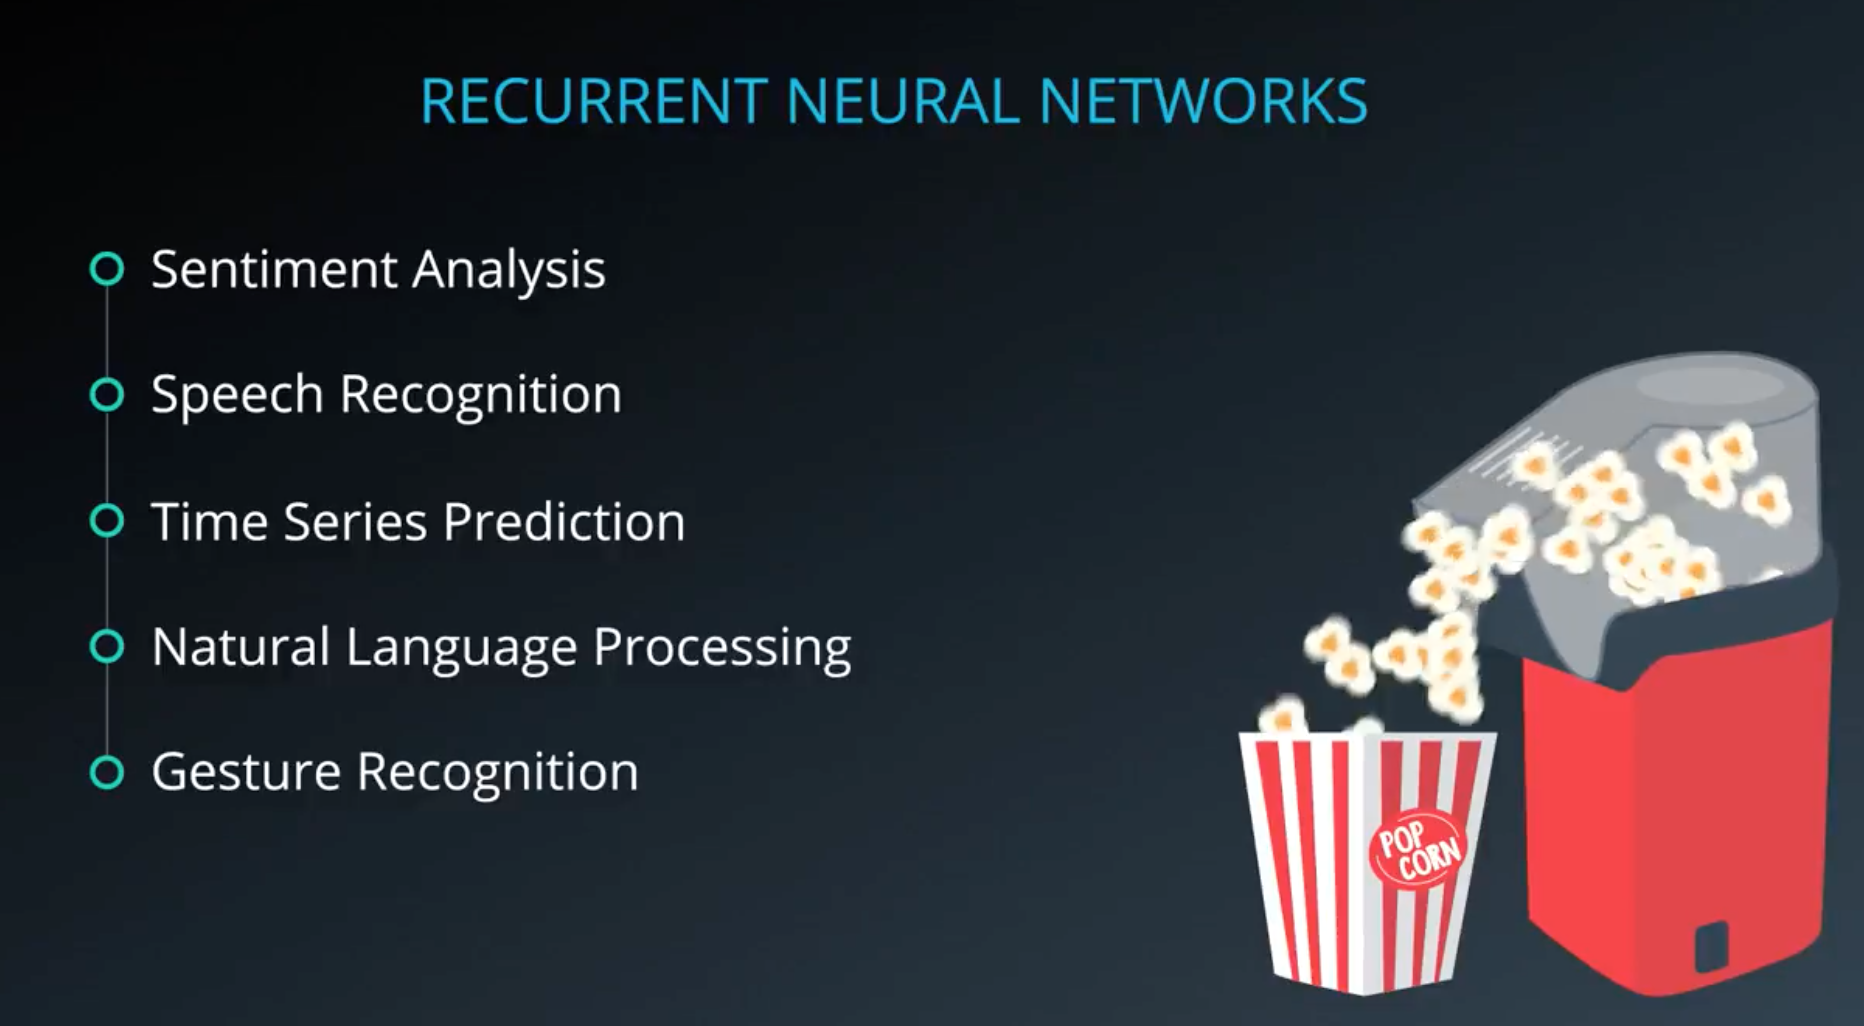 RECURRENT NEURAL NETWORKS
Sentiment Analysis
Speech Recognition
Time Series Prediction
Natural Language Processing
Gesture Recognition
POP
CORN